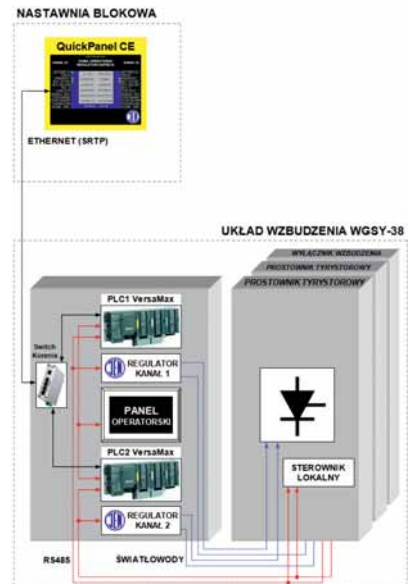 NASTAWNIA BLOKOWA
QuickPanel CE
ETHERNET (SRTP)
UKŁAD WZBUDZENIA WGSY-38
WYŁĄCZNIK WZBUDZENIA
PROSTOWNIK TYRYSTOROWY
PROSTOWNIK TYRYSTOROWY
PLC1 VersaMax
Switch
Korenix
REGULATOR
KANAŁ 1
PANEL
OPERATORSKI
PLC2 VersaMax
STEROWNIK
LOKALNY
REGULATOR
KANAŁ 2
RS485
ŚWIATŁOWODY